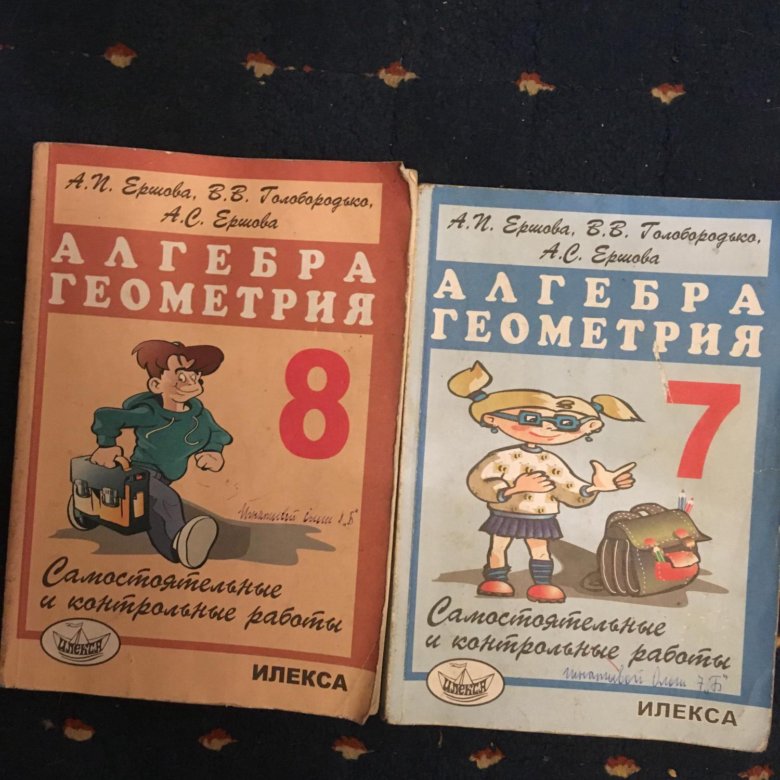 А.П. Ершова, В.В. Голобородько,
А.С. Ершова
АЛГЕБРА
ГЕОМЕТРИЯ
8
Самостоятельные
и контрольные работы
илекса
ИЛЕКСА
А.П. Ершова, В.В. Голобородько,
А.С. Ершова
АЛГЕБРА
ГЕОМЕТРИЯ
7
Самостоятельные
и контрольные работы
7 „Б"
илекса
ИЛЕКСА